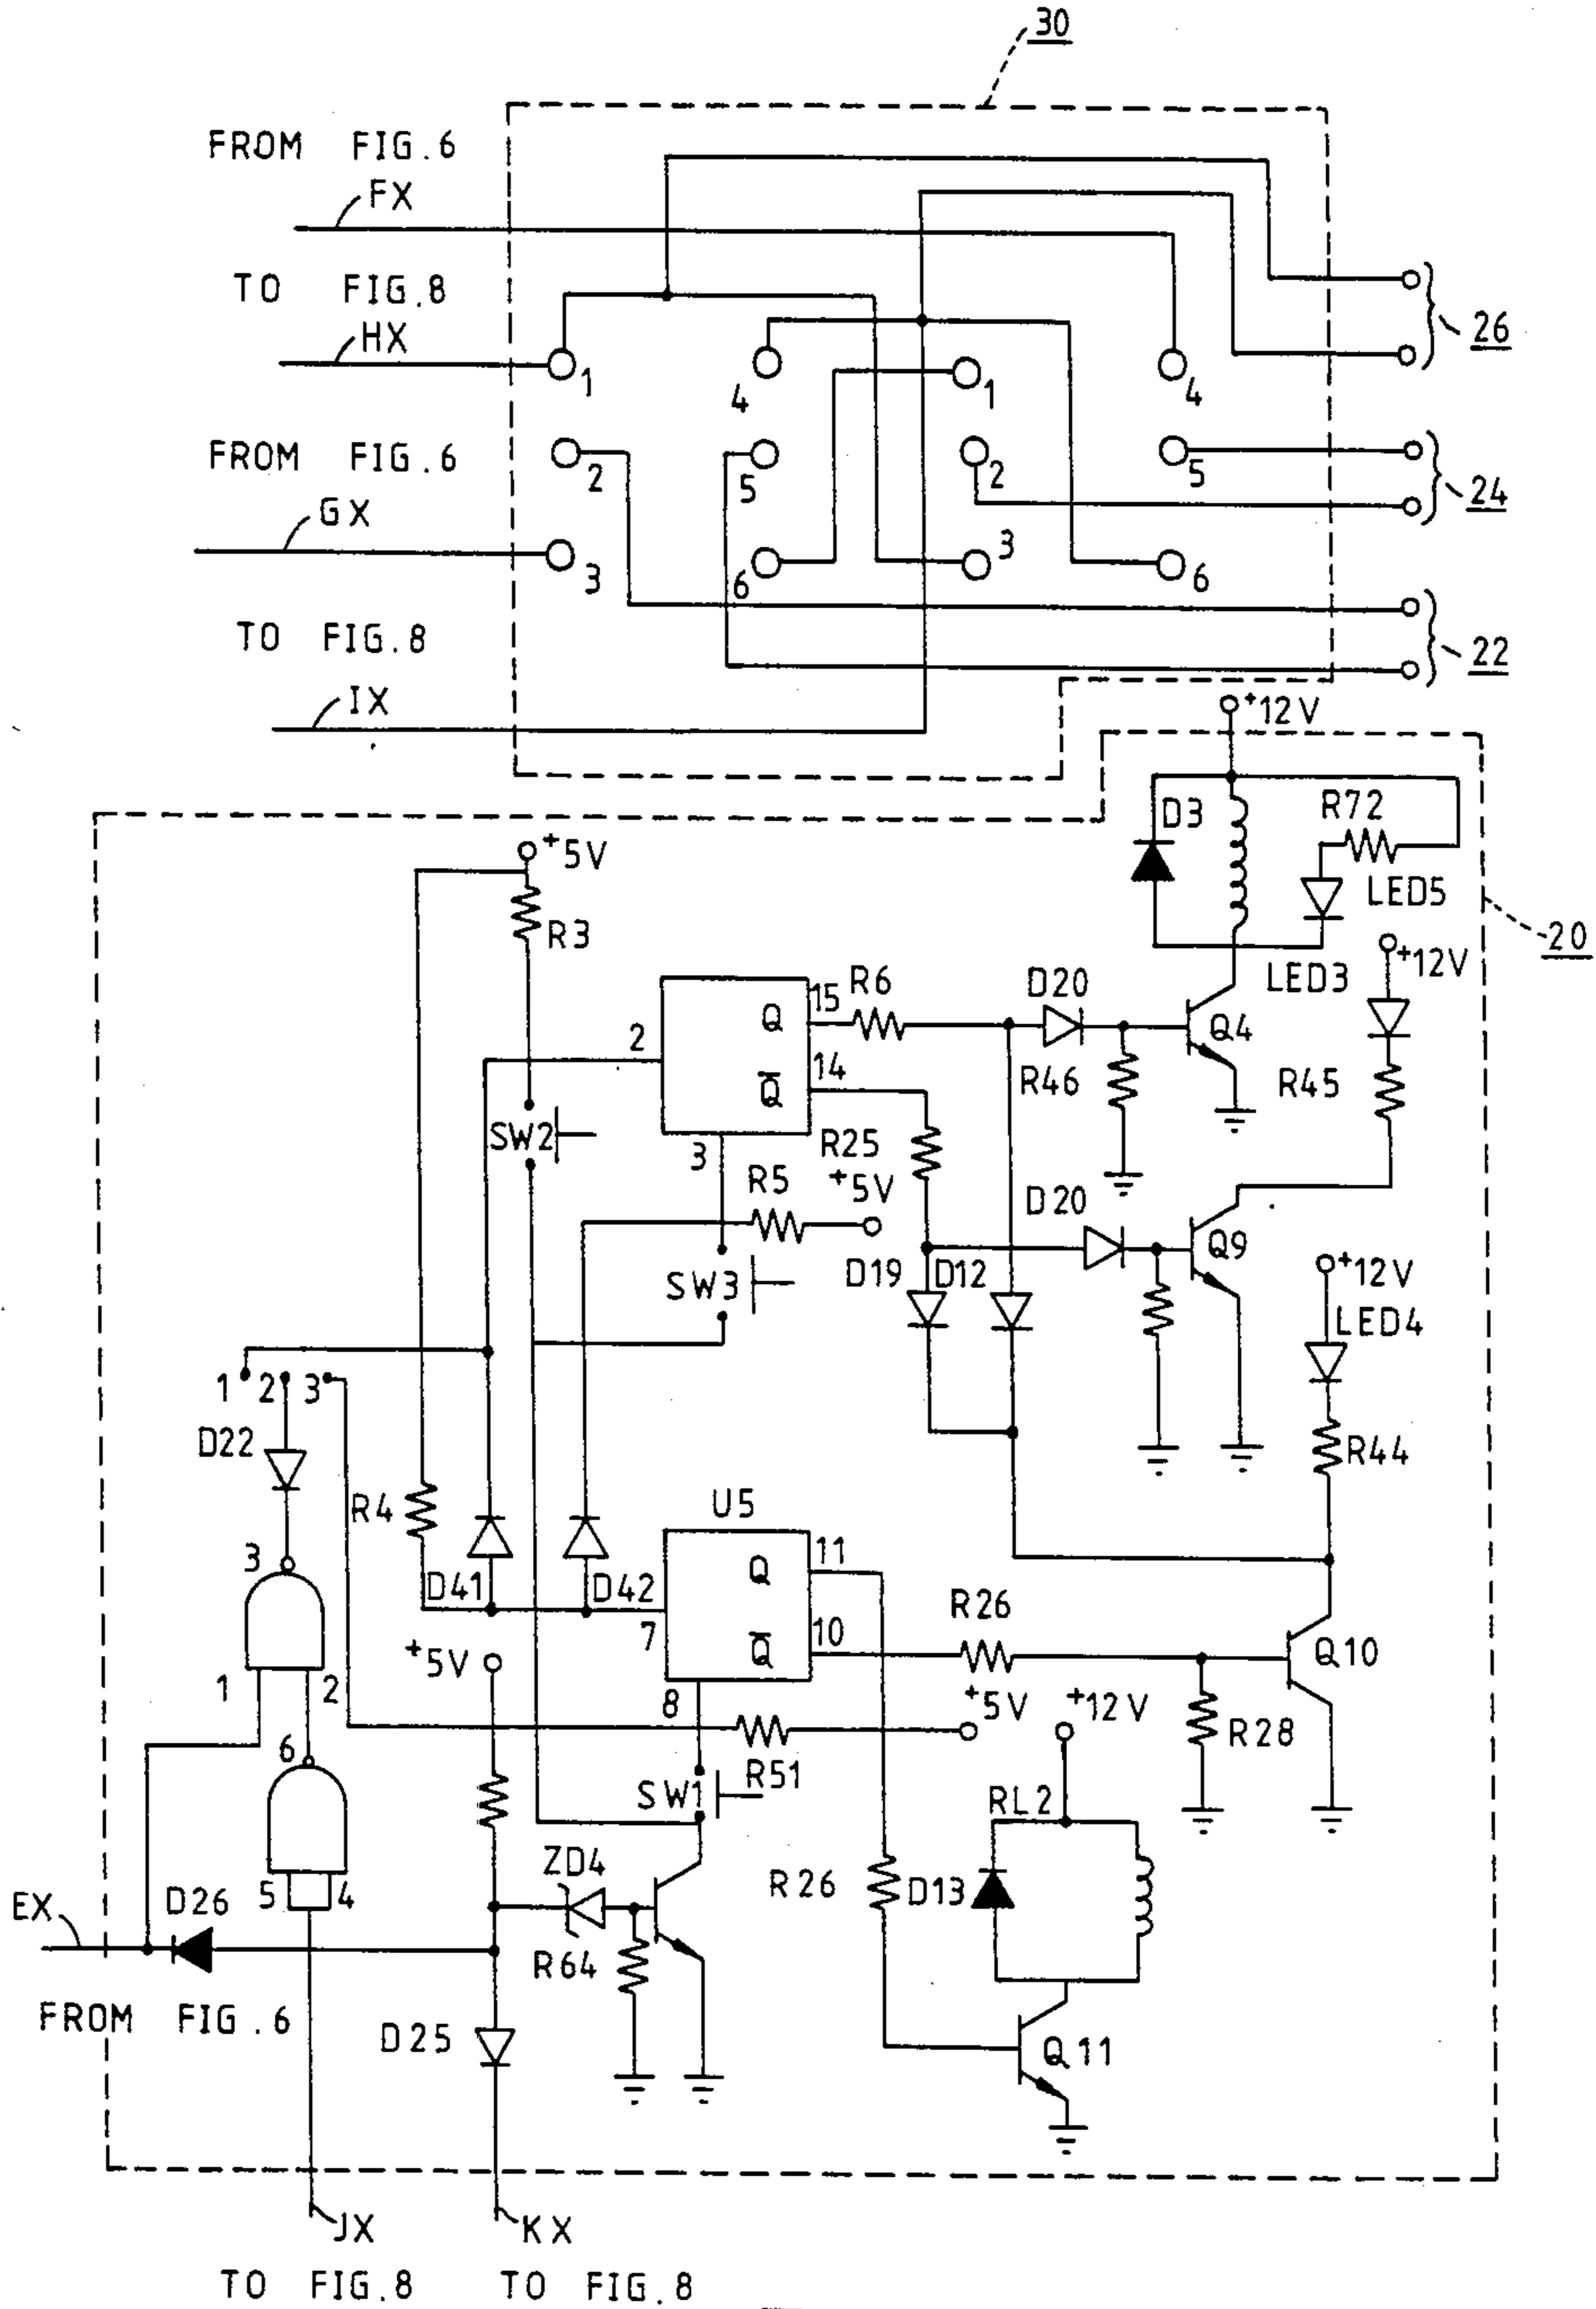 30
FROM FIG.6
FX
TO FIG.8
HX
1
4
1
4
26
FROM FIG.6
2
5
2
5
24
GX
3
6
3
6
TO FIG.8
22
IX
+12V
D3
R72
+5V
LED5
R3
20
LED3
+12V
15
R6
D20
Q
2
Q4
14
R46
R45
Q̅
SW2
3
R25
R5
+5V
D20
Q9
D19
D12
SW3
+12V
LED4
1 2 3
D22
R44
R4
U5
3
Q
11
D41
D42
R26
7
10
Q̅
+5V
Q10
1
2
8
+5V
+12V
R28
6
R51
SW1
RL2
ZD4
5
4
D26
R26
D13
EX
R64
FROM FIG.6
D25
Q11
JX
KX
TO FIG.8
TO FIG.8